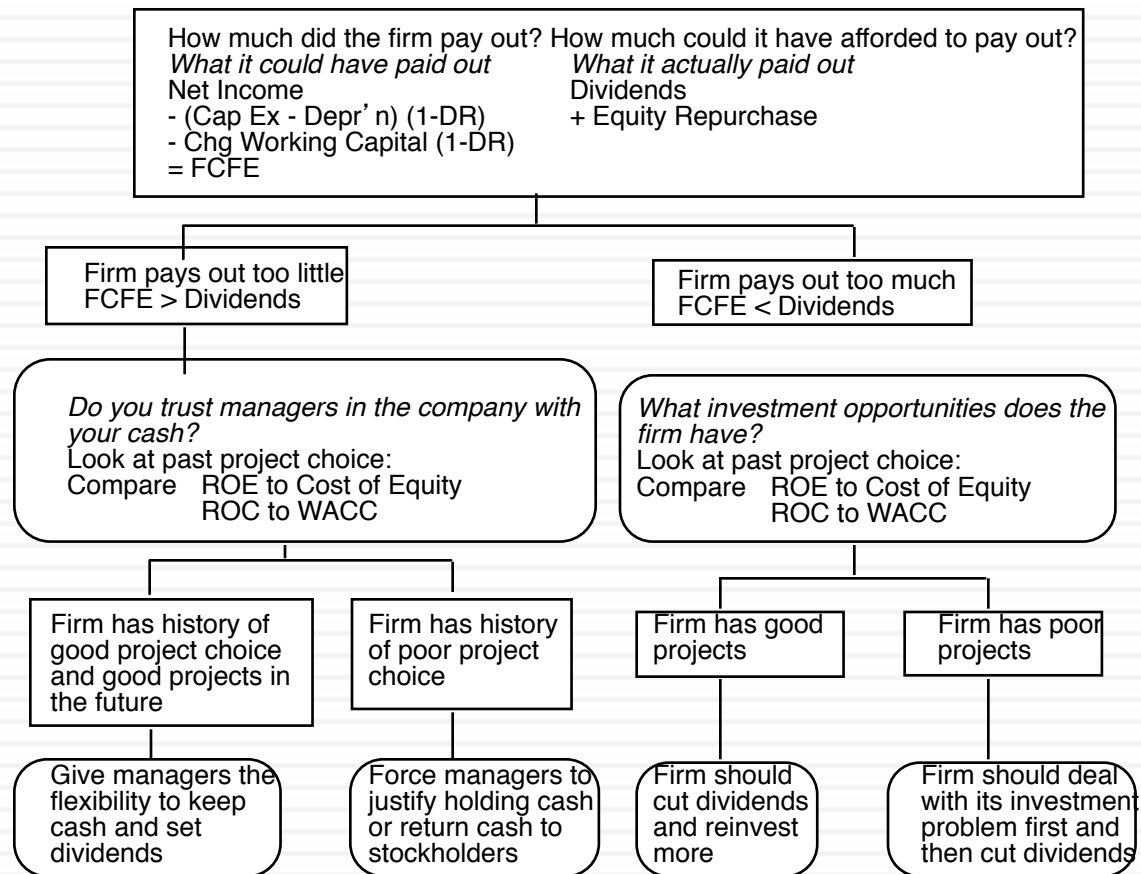 How much did the firm pay out? How much could it have afforded to pay out?
What it could have paid out
What it actually paid out
Net Income
Dividends
- (Cap Ex - Depr’n) (1-DR)
+ Equity Repurchase
- Chg Working Capital (1-DR)
= FCFE
Firm pays out too little
FCFE > Dividends
Firm pays out too much
FCFE < Dividends
Do you trust managers in the company with
your cash?
Look at past project choice:
Compare ROE to Cost of Equity
ROC to WACC
What investment opportunities does the
firm have?
Look at past project choice:
Compare ROE to Cost of Equity
ROC to WACC
Firm has history of
good project choice
and good projects in
the future
Firm has history
of poor project
choice
Firm has good
projects
Firm has poor
projects
Give managers the
flexibility to keep
cash and set
dividends
Force managers to
justify holding cash
or return cash to
stockholders
Firm should
cut dividends
and reinvest
more
Firm should deal
with its investment
problem first and
then cut dividends